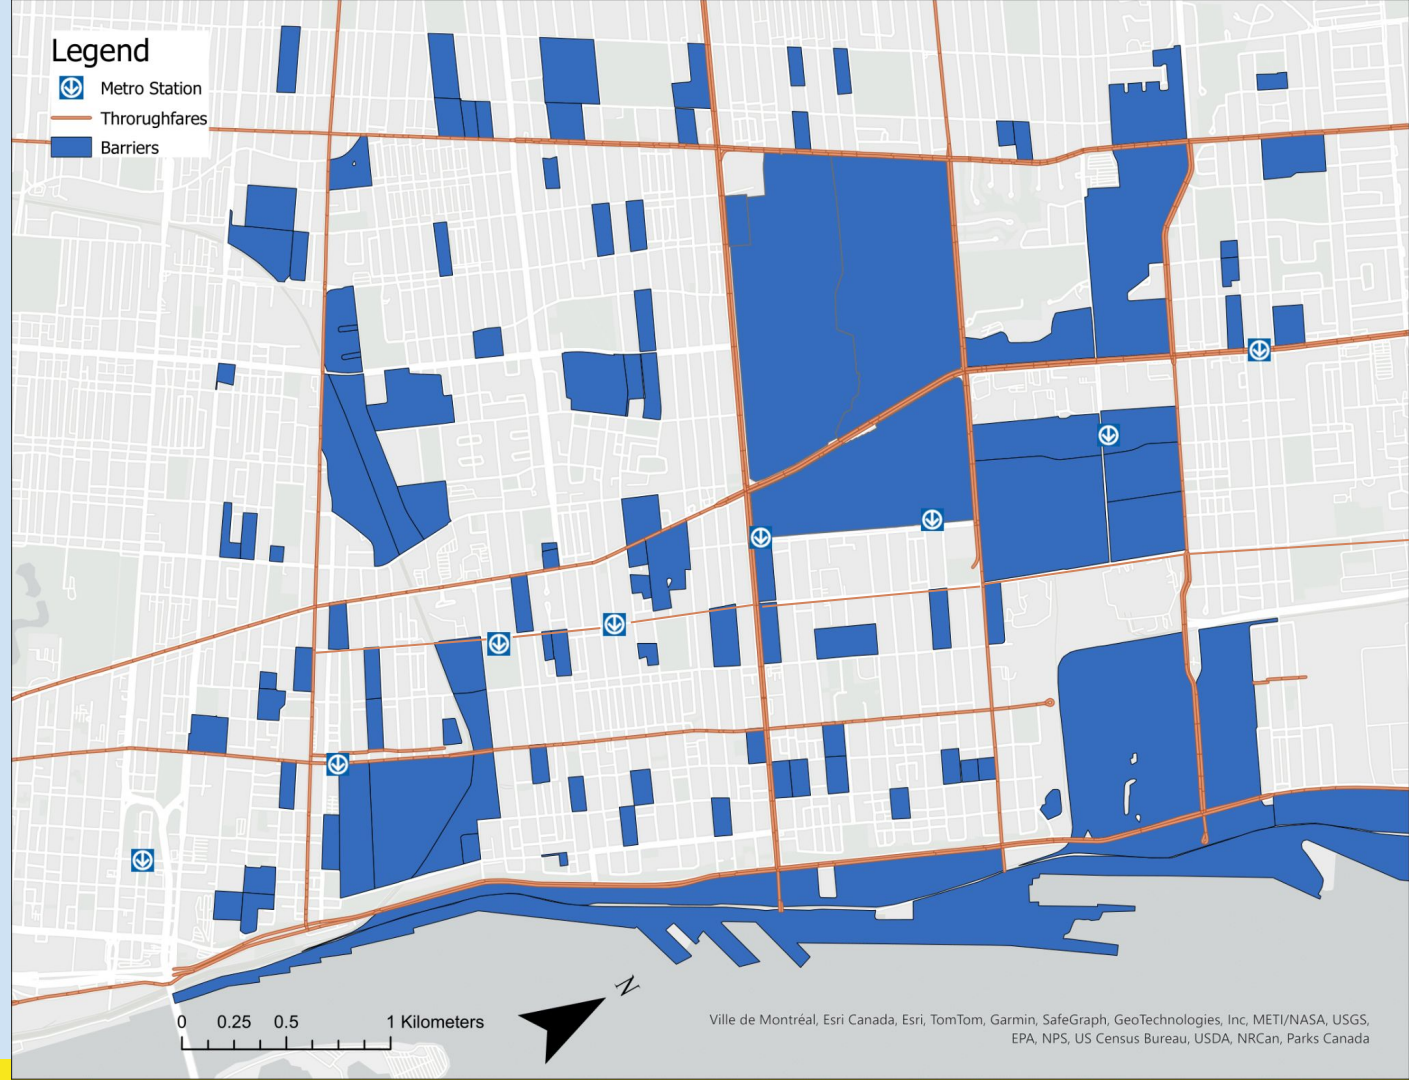 Legend
Metro Station
Throrughfares
Barriers
N
0 0.25 0.5 1 Kilometers
Ville de Montréal, Esri Canada, Esri, TomTom, Garmin, SafeGraph, GeoTechnologies, Inc, METI/NASA, USGS,
EPA, NPS, US Census Bureau, USDA, NRCan, Parks Canada